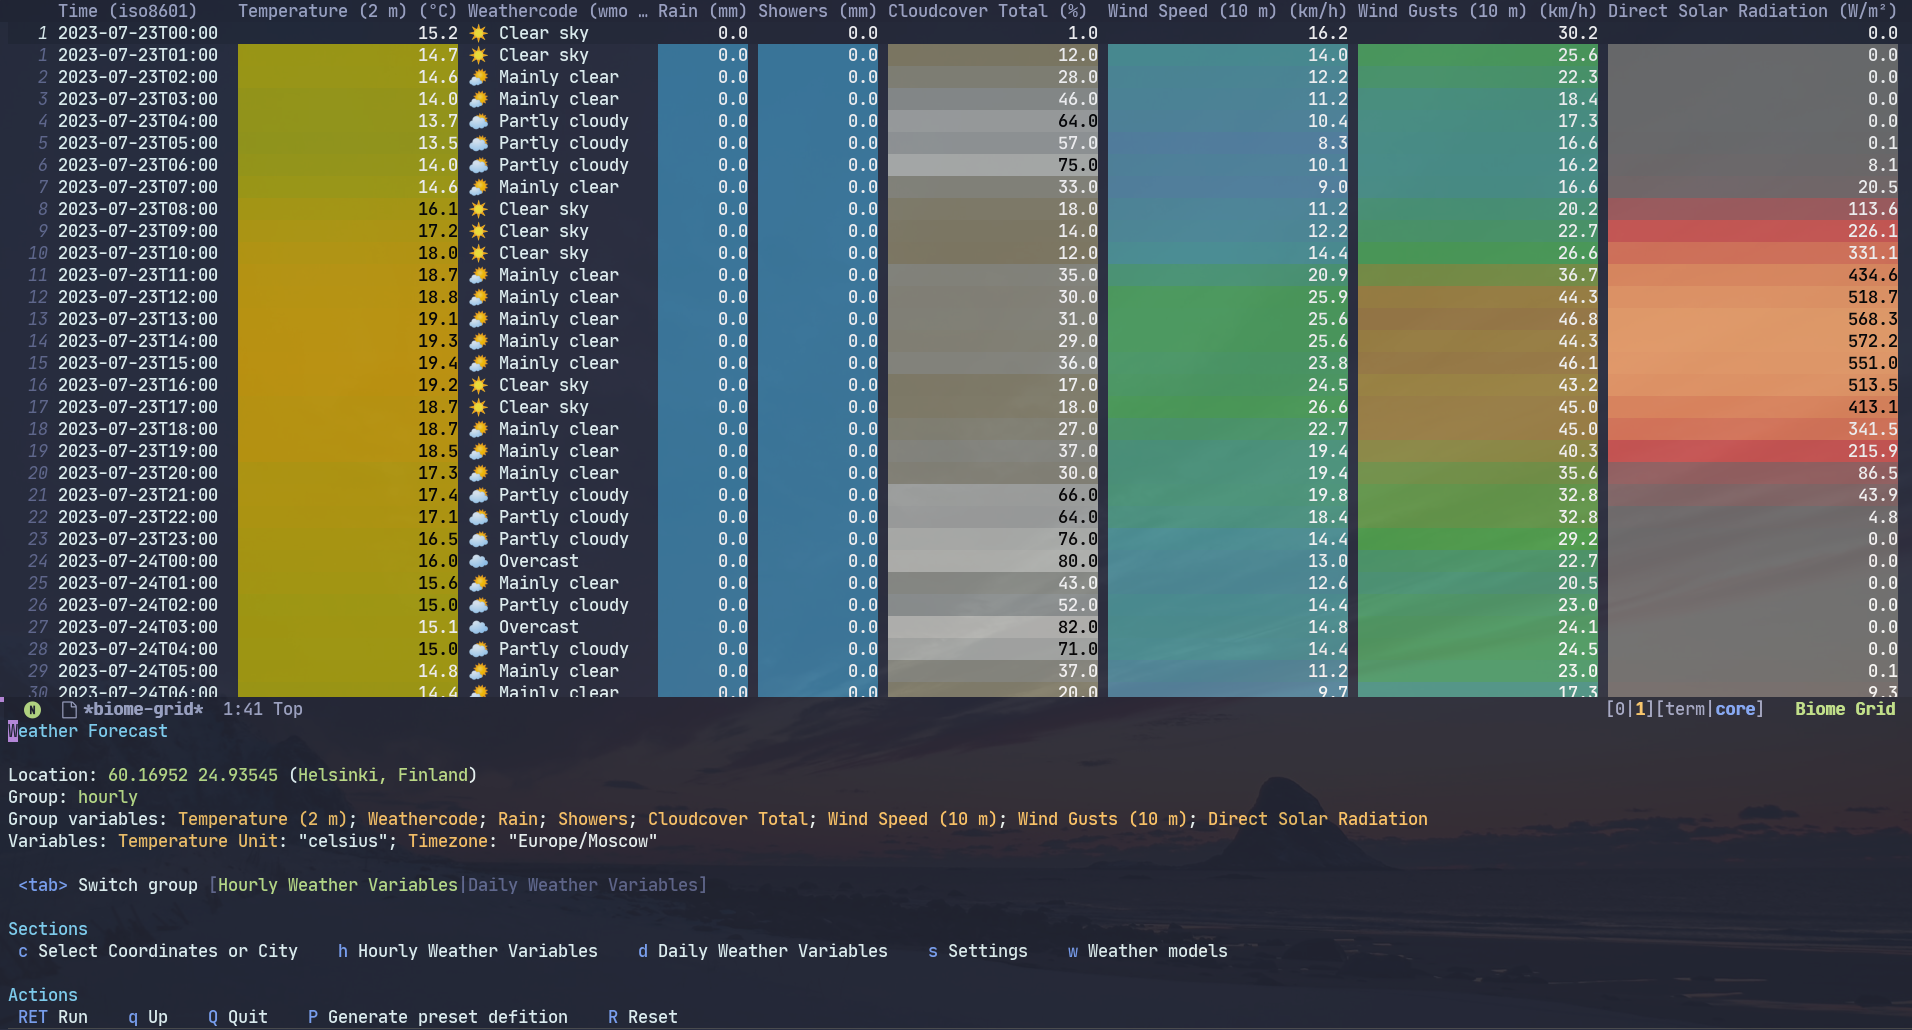 Time (iso8601) Temperature (2 m) (°C) Weathercode (wmo … Rain (mm) Showers (mm) Cloudcover Total (%) Wind Speed (10 m) (km/h) Wind Gusts (10 m) (km/h) Direct Solar Radiation (W/m²)
1 2023-07-23T00:00 15.2 Clear sky 0.0 0.0 1.0 16.2 30.2 0.0
1 2023-07-23T01:00 14.7 Clear sky 0.0 0.0 12.0 14.0 25.6 0.0
2 2023-07-23T02:00 14.6 Mainly clear 0.0 0.0 28.0 12.2 22.3 0.0
3 2023-07-23T03:00 14.0 Mainly clear 0.0 0.0 46.0 11.2 18.4 0.0
4 2023-07-23T04:00 13.7 Partly cloudy 0.0 0.0 64.0 10.4 17.3 0.0
5 2023-07-23T05:00 13.5 Partly cloudy 0.0 0.0 57.0 8.3 16.6 0.1
6 2023-07-23T06:00 14.0 Partly cloudy 0.0 0.0 75.0 10.1 16.2 8.1
7 2023-07-23T07:00 14.6 Mainly clear 0.0 0.0 33.0 9.0 16.6 20.5
8 2023-07-23T08:00 16.1 Clear sky 0.0 0.0 18.0 11.2 20.2 113.6
9 2023-07-23T09:00 17.2 Clear sky 0.0 0.0 14.0 12.2 22.7 226.1
10 2023-07-23T10:00 18.0 Clear sky 0.0 0.0 12.0 14.4 26.6 331.1
11 2023-07-23T11:00 18.7 Mainly clear 0.0 0.0 35.0 20.9 36.7 434.6
12 2023-07-23T12:00 18.8 Mainly clear 0.0 0.0 30.0 25.9 44.3 518.7
13 2023-07-23T13:00 19.1 Mainly clear 0.0 0.0 31.0 25.6 46.8 568.3
14 2023-07-23T14:00 19.3 Mainly clear 0.0 0.0 29.0 25.6 44.3 572.2
15 2023-07-23T15:00 19.4 Mainly clear 0.0 0.0 36.0 23.8 46.1 551.0
16 2023-07-23T16:00 19.2 Clear sky 0.0 0.0 17.0 24.5 43.2 513.5
17 2023-07-23T17:00 18.7 Clear sky 0.0 0.0 18.0 26.6 45.0 413.1
18 2023-07-23T18:00 18.7 Mainly clear 0.0 0.0 27.0 22.7 45.0 341.5
19 2023-07-23T19:00 18.5 Mainly clear 0.0 0.0 37.0 19.4 40.3 215.9
20 2023-07-23T20:00 17.3 Mainly clear 0.0 0.0 30.0 19.4 35.6 86.5
21 2023-07-23T21:00 17.4 Partly cloudy 0.0 0.0 66.0 19.8 32.8 43.9
22 2023-07-23T22:00 17.1 Partly cloudy 0.0 0.0 64.0 18.4 32.8 4.8
23 2023-07-23T23:00 16.5 Partly cloudy 0.0 0.0 76.0 14.4 29.2 0.0
24 2023-07-24T00:00 16.0 Overcast 0.0 0.0 80.0 13.0 22.7 0.0
25 2023-07-24T01:00 15.6 Mainly clear 0.0 0.0 43.0 12.6 20.5 0.0
26 2023-07-24T02:00 15.0 Partly cloudy 0.0 0.0 52.0 14.4 23.0 0.0
27 2023-07-24T03:00 15.1 Overcast 0.0 0.0 82.0 14.8 24.1 0.0
28 2023-07-24T04:00 15.0 Partly cloudy 0.0 0.0 71.0 14.4 24.5 0.0
29 2023-07-24T05:00 14.8 Mainly clear 0.0 0.0 37.0 11.2 23.0 0.1
30 2023-07-24T06:00 14.4 Mainly clear 0.0 0.0 20.0 9.7 17.3 9.3
N *biome-grid* 1:41 Top [0|1][term|core] Biome Grid
Weather Forecast
Location: 60.16952 24.93545 (Helsinki, Finland)
Group: hourly
Group variables: Temperature (2 m); Weathercode; Rain; Showers; Cloudcover Total; Wind Speed (10 m); Wind Gusts (10 m); Direct Solar Radiation
Variables: Temperature Unit: "celsius"; Timezone: "Europe/Moscow"
<tab> Switch group [Hourly Weather Variables|Daily Weather Variables]
Sections
c Select Coordinates or City h Hourly Weather Variables d Daily Weather Variables s Settings w Weather models
Actions
RET Run q Up Q Quit P Generate preset defition R Reset